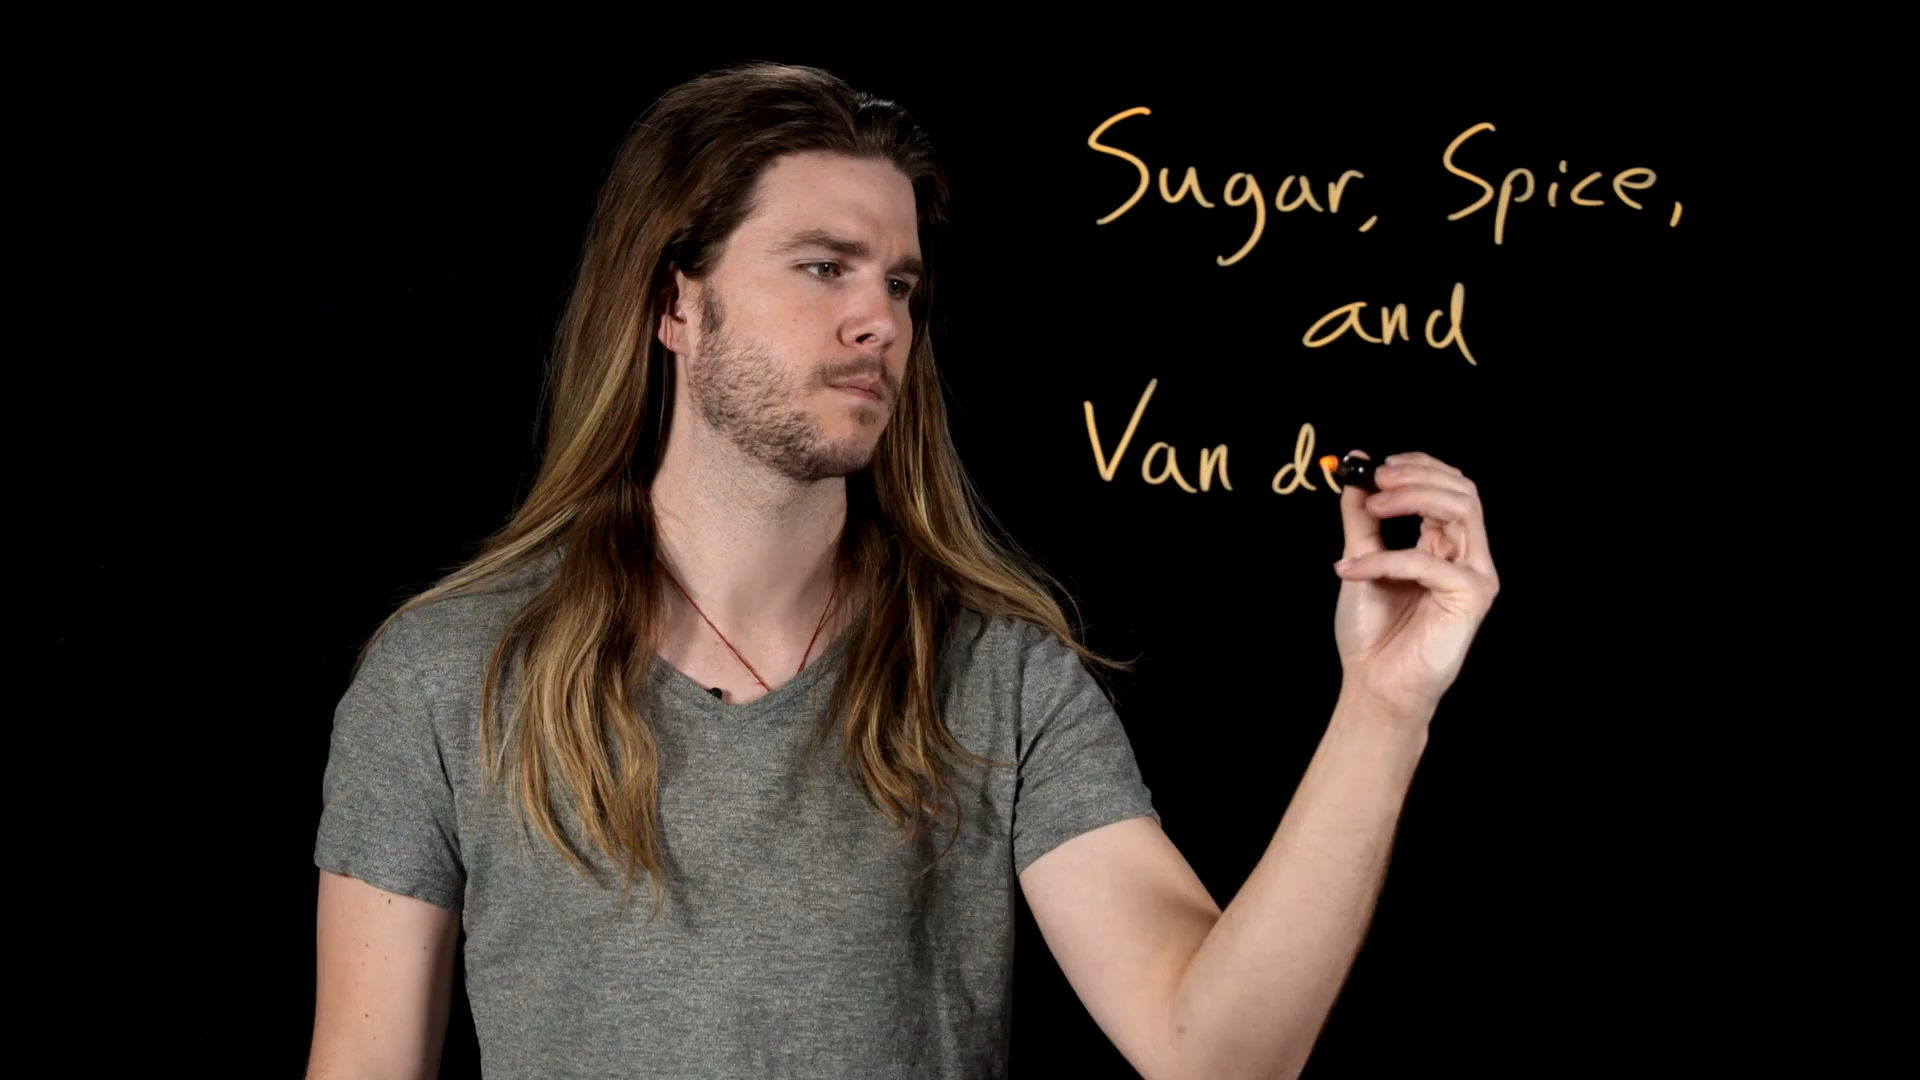 Sugar, Spice,
and
Van